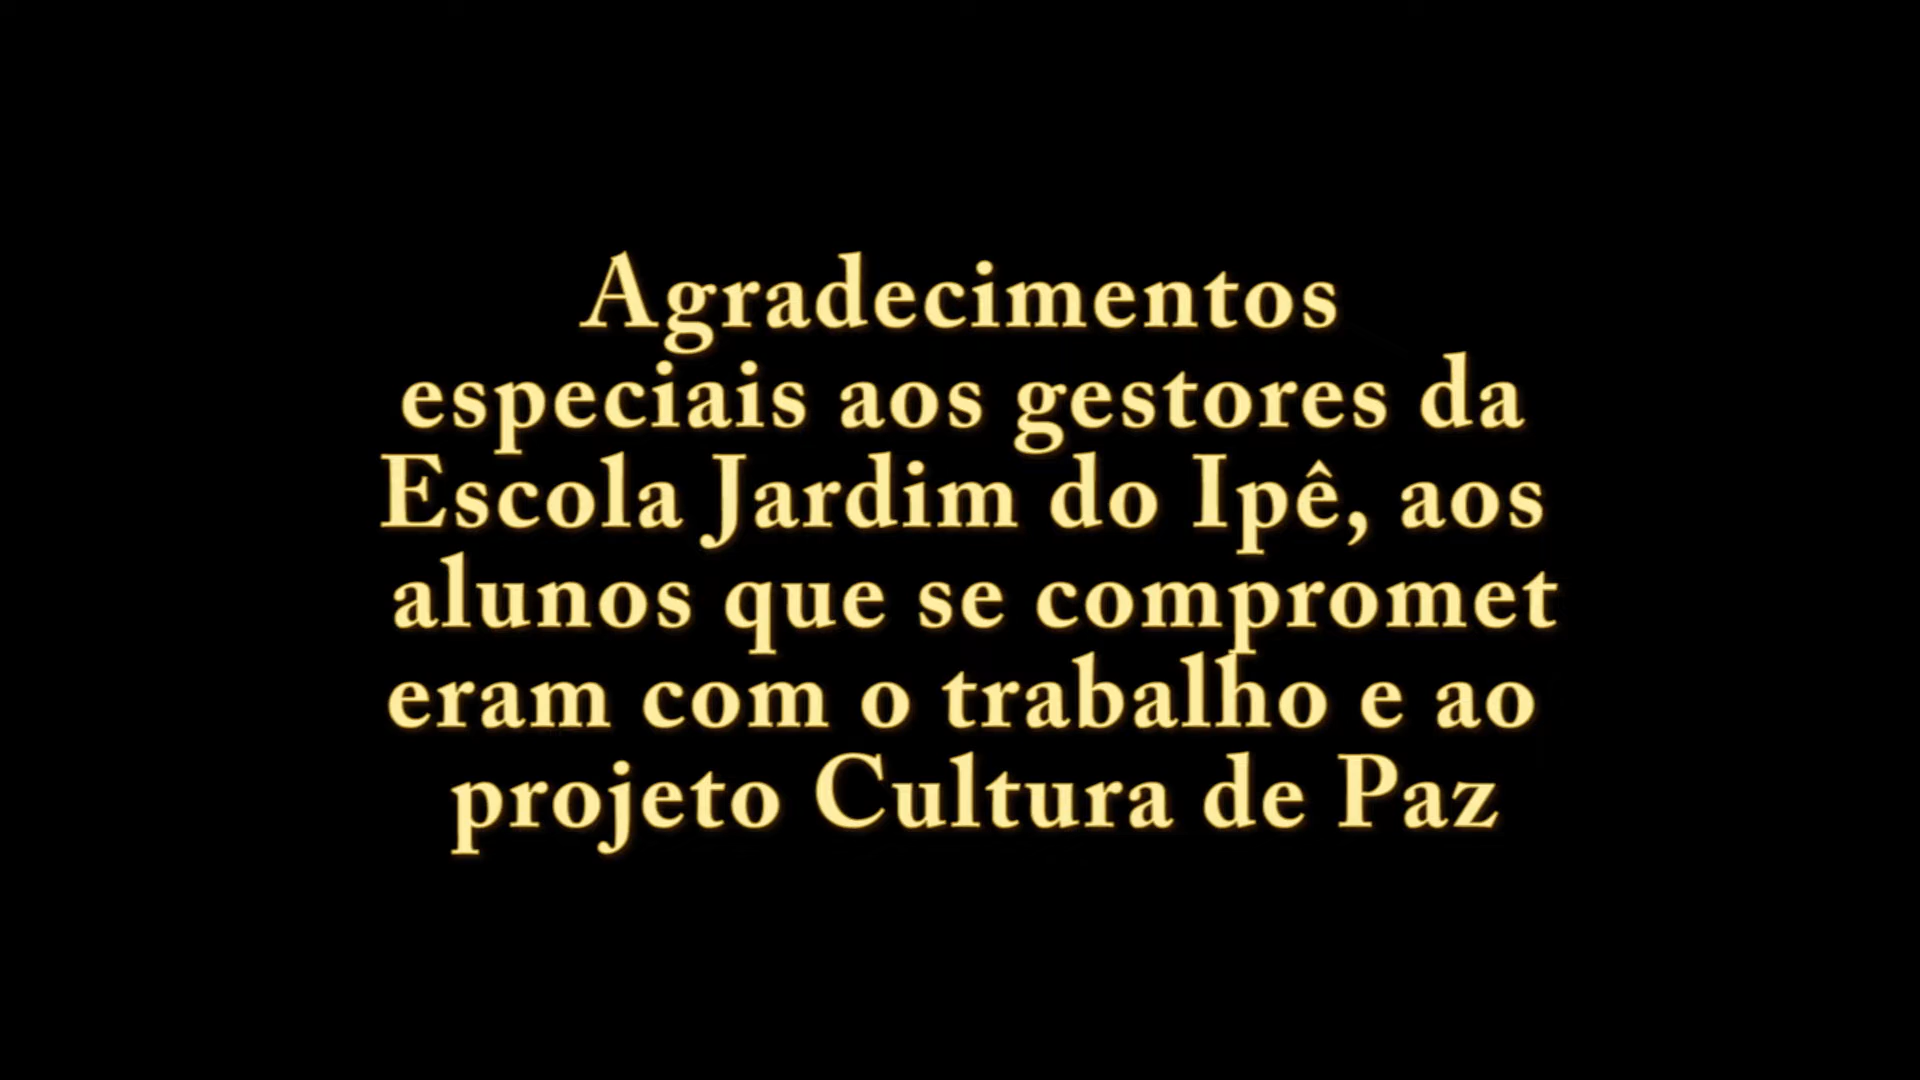 Agradecimentos
especiais aos gestores da
Escola Jardim do Ipê, aos
alunos que se compromet
eram com o trabalho e ao
projeto Cultura de Paz